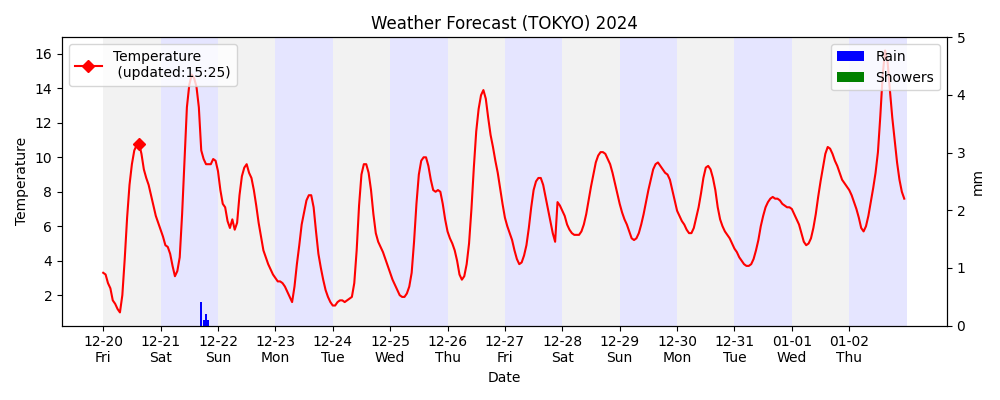 Weather Forecast (TOKYO) 2024
Temperature
(updated:15:25)
Rain
Showers
16
14
12
10
8
6
4
2
Temperature
5
4
3
2
1
0
mm
12-20 12-21 12-22 12-23 12-24 12-25 12-26 12-27 12-28 12-29 12-30 12-31 01-01 01-02
Fri Sat Sun Mon Tue Wed Thu Fri Sat Sun Mon Tue Wed Thu
Date